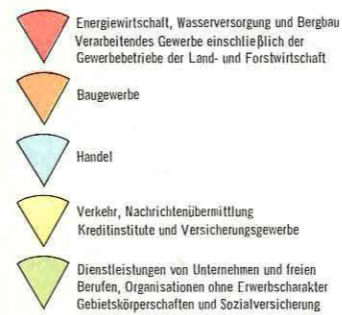 Energiewirtschaft, Wasserversorgung und Bergbau
Verarbeitendes Gewerbe einschließlich der
Gewerbebetriebe der Land- und Forstwirtschaft
Baugewerbe
Handel
Verkehr, Nachrichtenübermittlung
Kreditinstitute und Versicherungsgewerbe
Dienstleistungen von Unternehmen und freien
Berufen, Organisationen ohne Erwerbscharakter
Gebietskörperschaften und Sozialversicherung